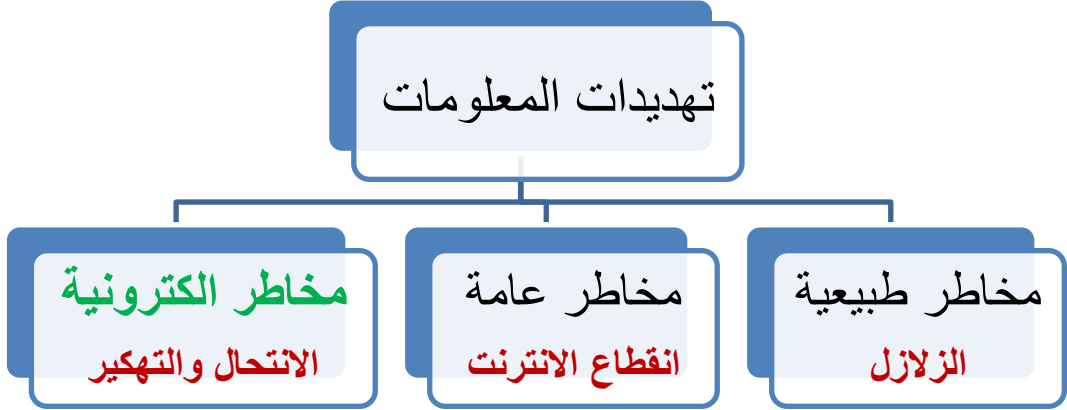 تهديدات المعلومات
مخاطر طبيعية
الزلازل
مخاطر عامة
انقطاع الانترنت
مخاطر الكترونية
الانتحال والتهكير